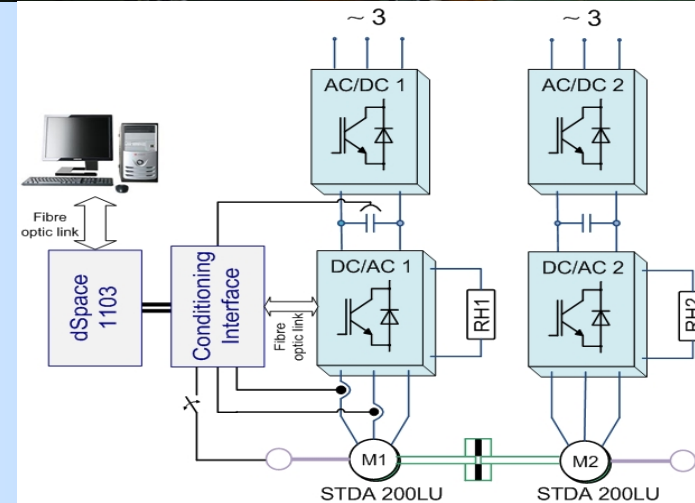 ~ 3
~ 3
AC/DC 1
AC/DC 2
Fibre
optic link
dSpace
1103
Conditioning
Interface
Fibre
optic link
DC/AC 1
RH1
DC/AC 2
RH2
M1
M2
STDA 200LU
STDA 200LU